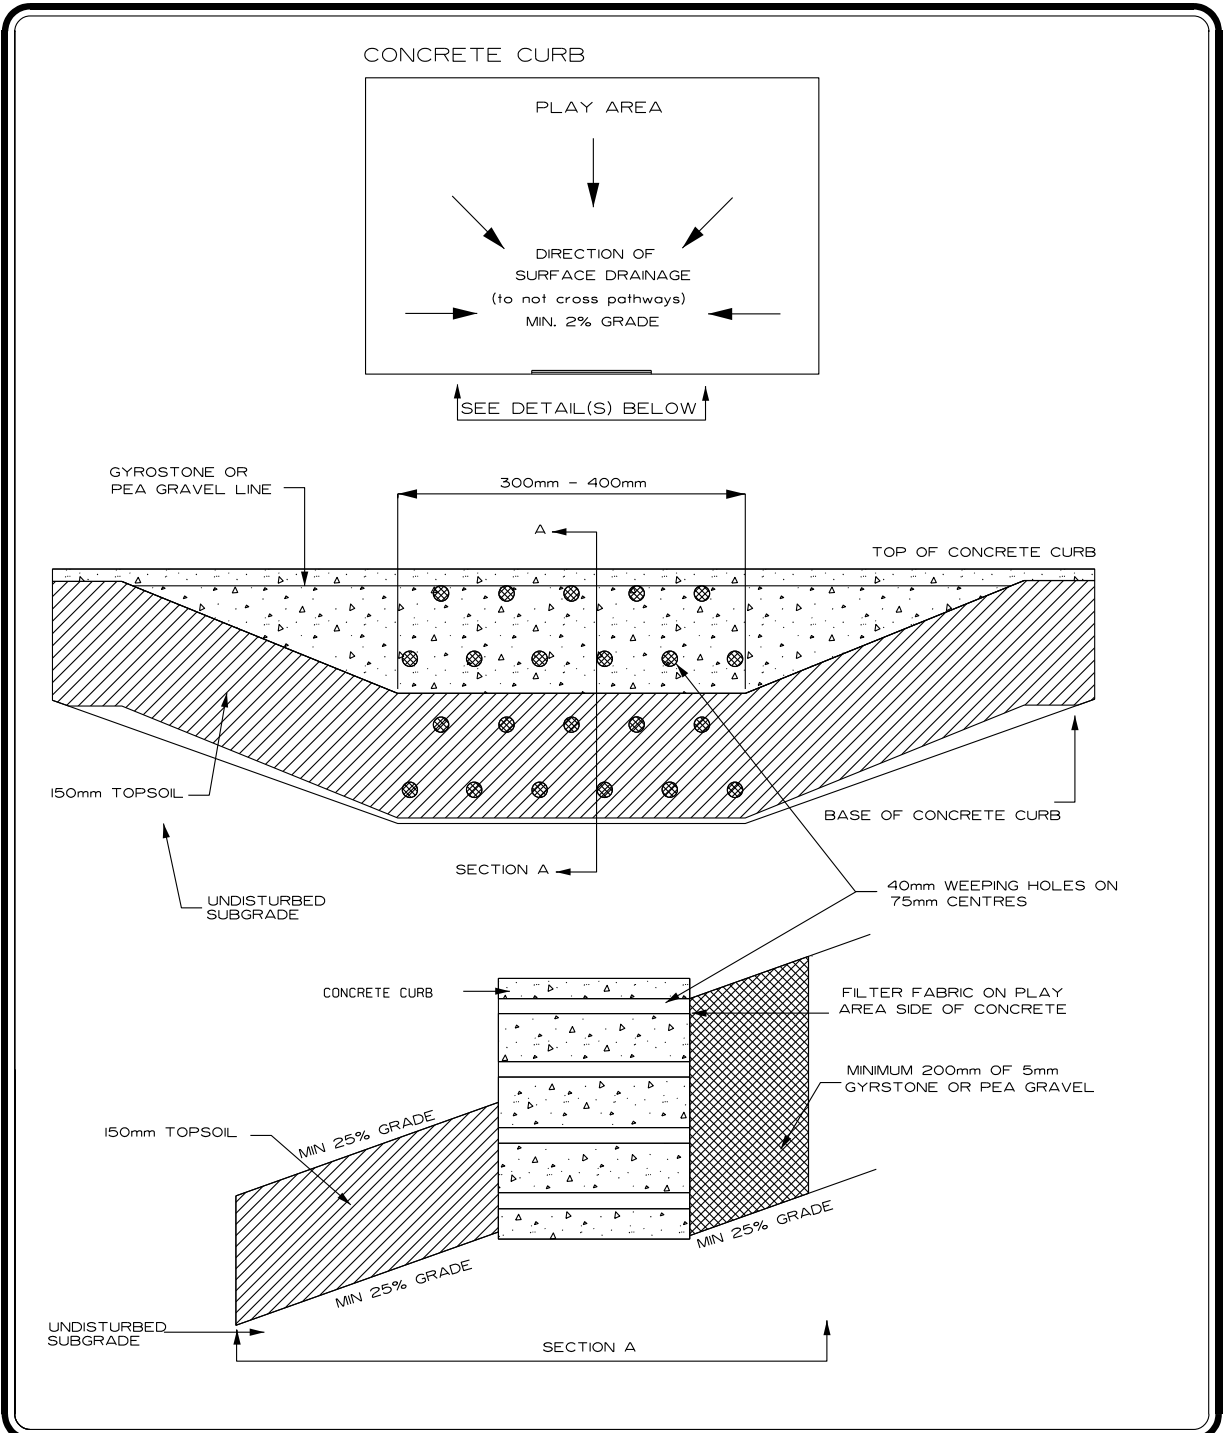 CONCRETE CURB
PLAY AREA
DIRECTION OF
SURFACE DRAINAGE
(to not cross pathways)
MIN. 2% GRADE
SEE DETAIL(S) BELOW
GYROSTONE OR
PEA GRAVEL LINE
300mm - 400mm
A
TOP OF CONCRETE CURB
150mm TOPSOIL
BASE OF CONCRETE CURB
SECTION A
UNDISTURBED
SUBGRADE
40mm WEEPING HOLES ON
75mm CENTRES
CONCRETE CURB
FILTER FABRIC ON PLAY
AREA SIDE OF CONCRETE
MINIMUM 200mm OF 5mm
GYRSTONE OR PEA GRAVEL
150mm TOPSOIL
MIN 25% GRADE
MIN 25% GRADE
MIN 25% GRADE
UNDISTURBED
SUBGRADE
SECTION A